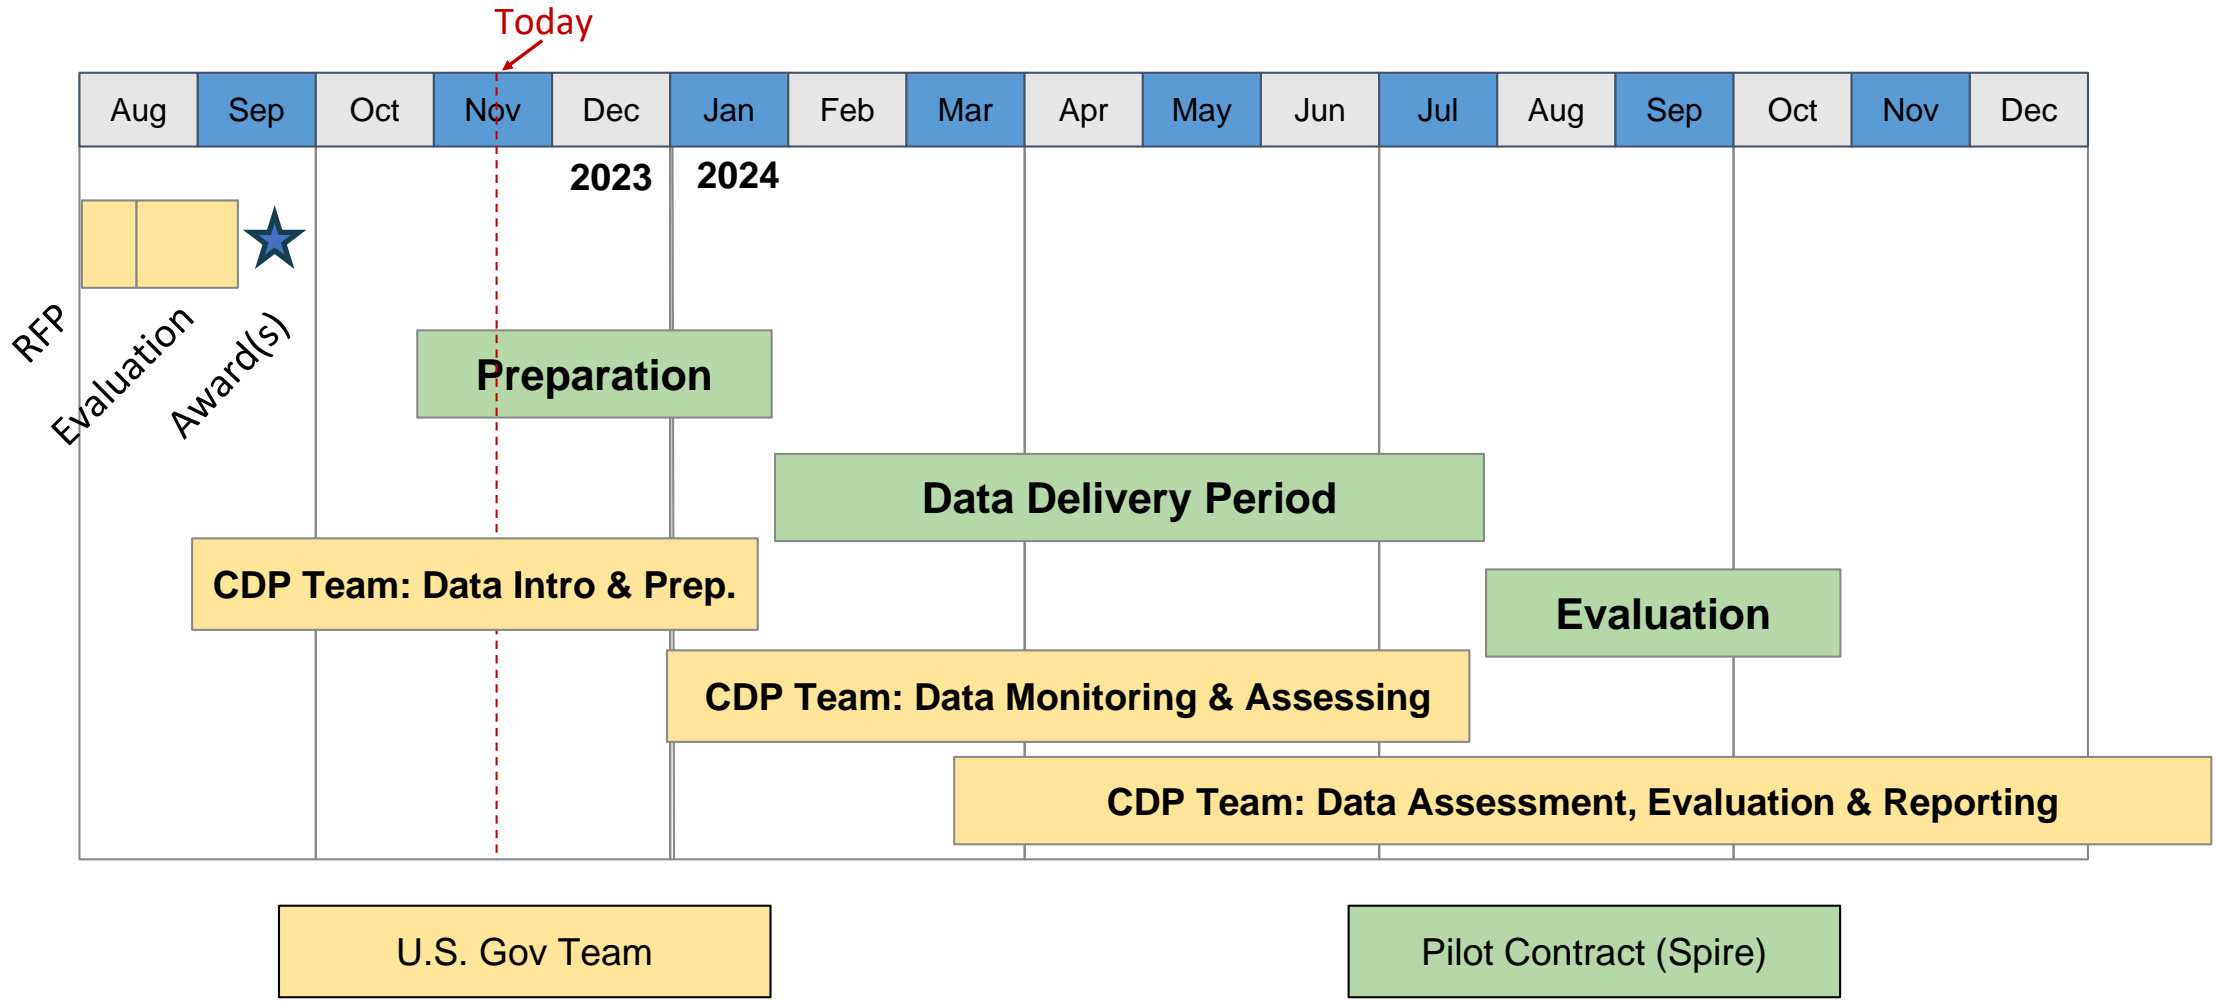 Today
Aug Sep Oct Nov Dec Jan Feb Mar Apr May Jun Jul Aug Sep Oct Nov Dec
2023 2024
RFP
Evaluation
Award(s)
Preparation
Data Delivery Period
CDP Team: Data Intro & Prep.
Evaluation
CDP Team: Data Monitoring & Assessing
CDP Team: Data Assessment, Evaluation & Reporting
U.S. Gov Team
Pilot Contract (Spire)